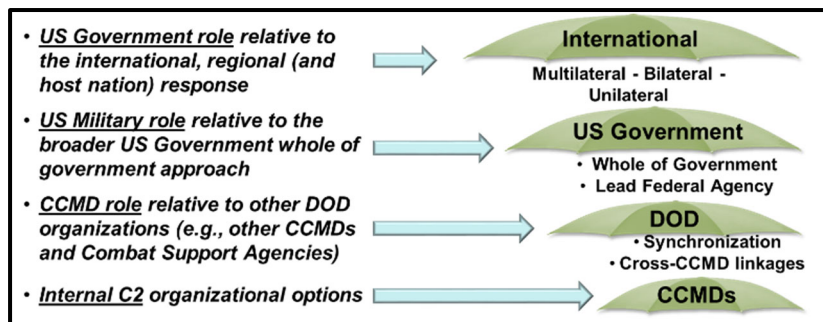 • US Government role relative to
the international, regional (and
host nation) response
International
Multilateral - Bilateral -
Unilateral
• US Military role relative to the
broader US Government whole of
government approach
US Government
• Whole of Government
• Lead Federal Agency
• CCMD role relative to other DOD
organizations (e.g., other CCMDs
and Combat Support Agencies)
DOD
• Synchronization
• Cross-CCMD linkages
• Internal C2 organizational options
CCMDs